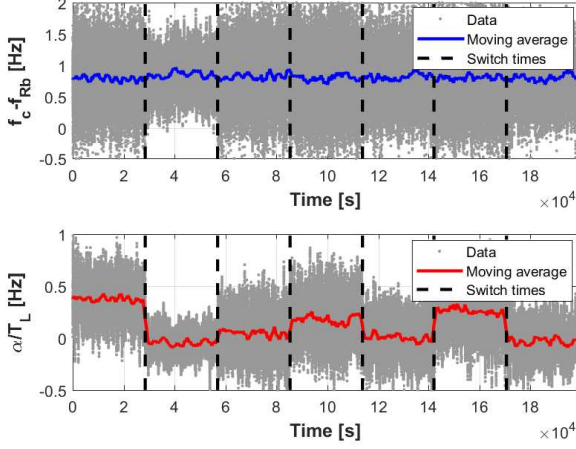 2
1.5
1
0.5
0
-0.5
f_c-f_Rb [Hz]
Data
Moving average
Switch times
0 2 4 6 8 10 12 14 16 18
Time [s]
× 10^4
1
0.5
0
-0.5
α/T_L [Hz]
Data
Moving average
Switch times
0 2 4 6 8 10 12 14 16 18
Time [s]
× 10^4